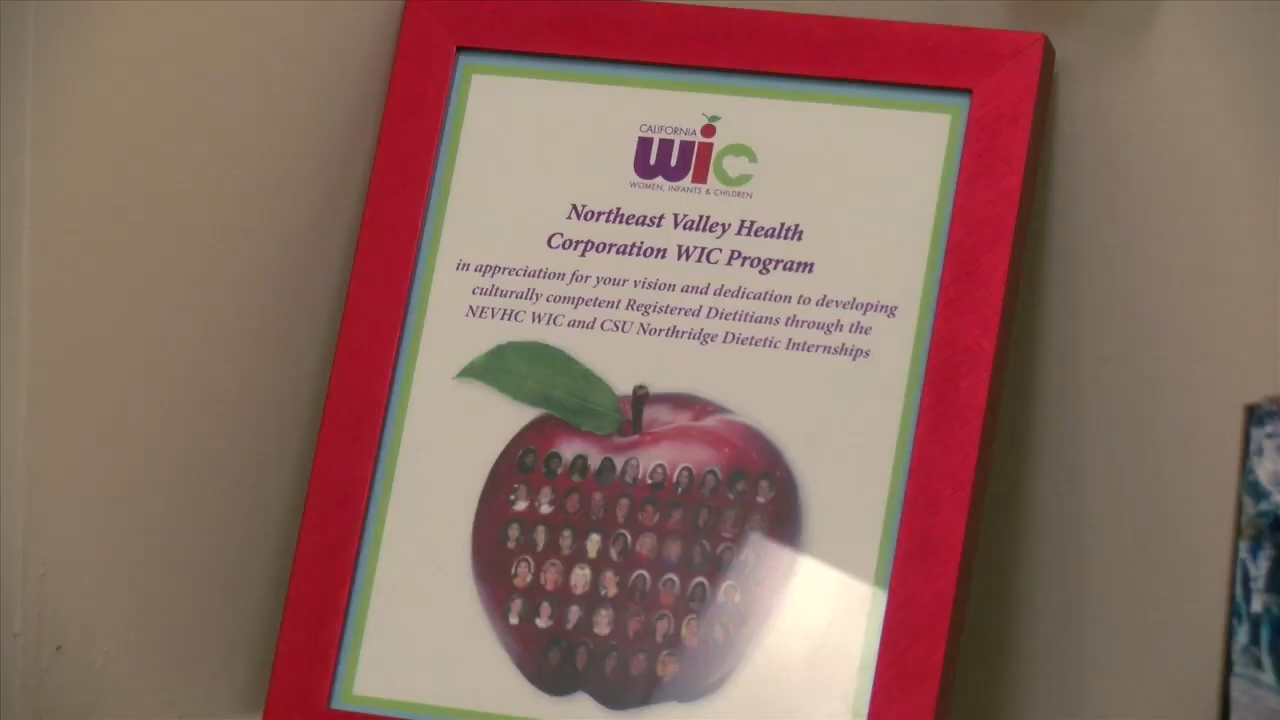 CALIFORNIA
wic
WOMEN, INFANTS & CHILDREN
Northeast Valley Health
Corporation WIC Program
in appreciation for your vision and dedication to developing
culturally competent Registered Dietitians through the
NEVHC WIC and CSU Northridge Dietetic Internships